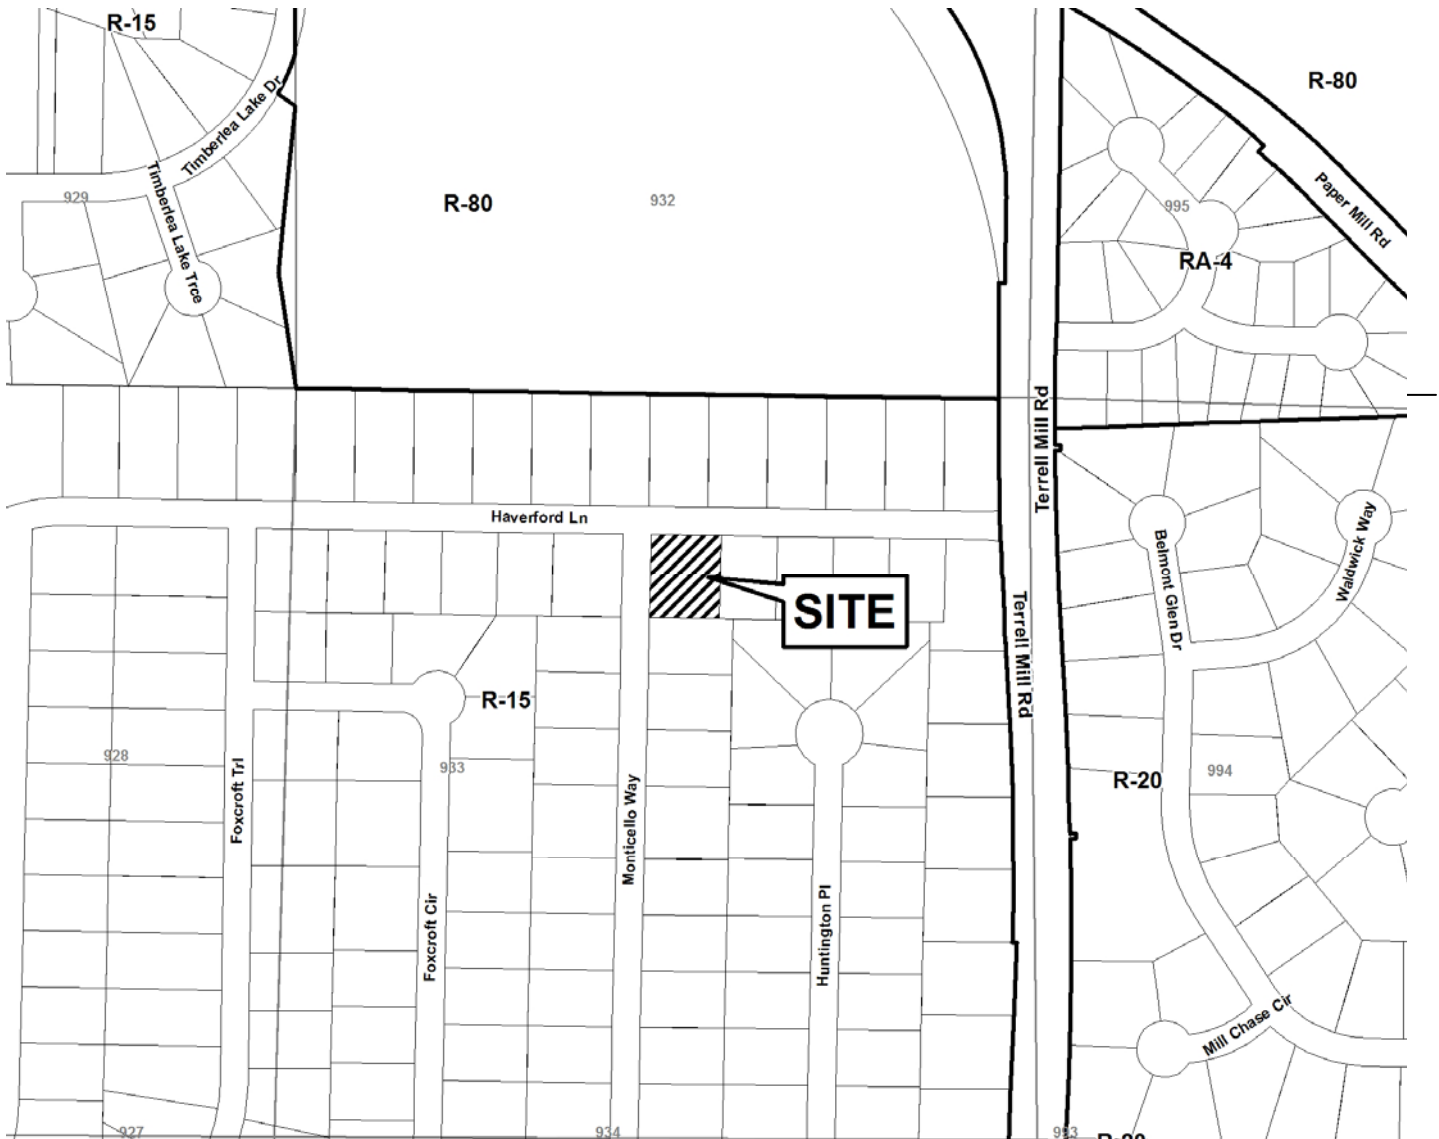 R-15
R-80
Timberlea Lake Dr
Timberlea Lake Trce
929
R-80
932
995
Paper Mill Rd
RA-4
Terrell Mill Rd
Haverford Ln
Belmont Glen Dr
Waldwick Way
SITE
Terrell Mill Rd
R-15
928
933
Foxcroft Trl
Monticello Way
R-20
994
Foxcroft Cir
Huntington Pl
Mill Chase Cir
927
934
993